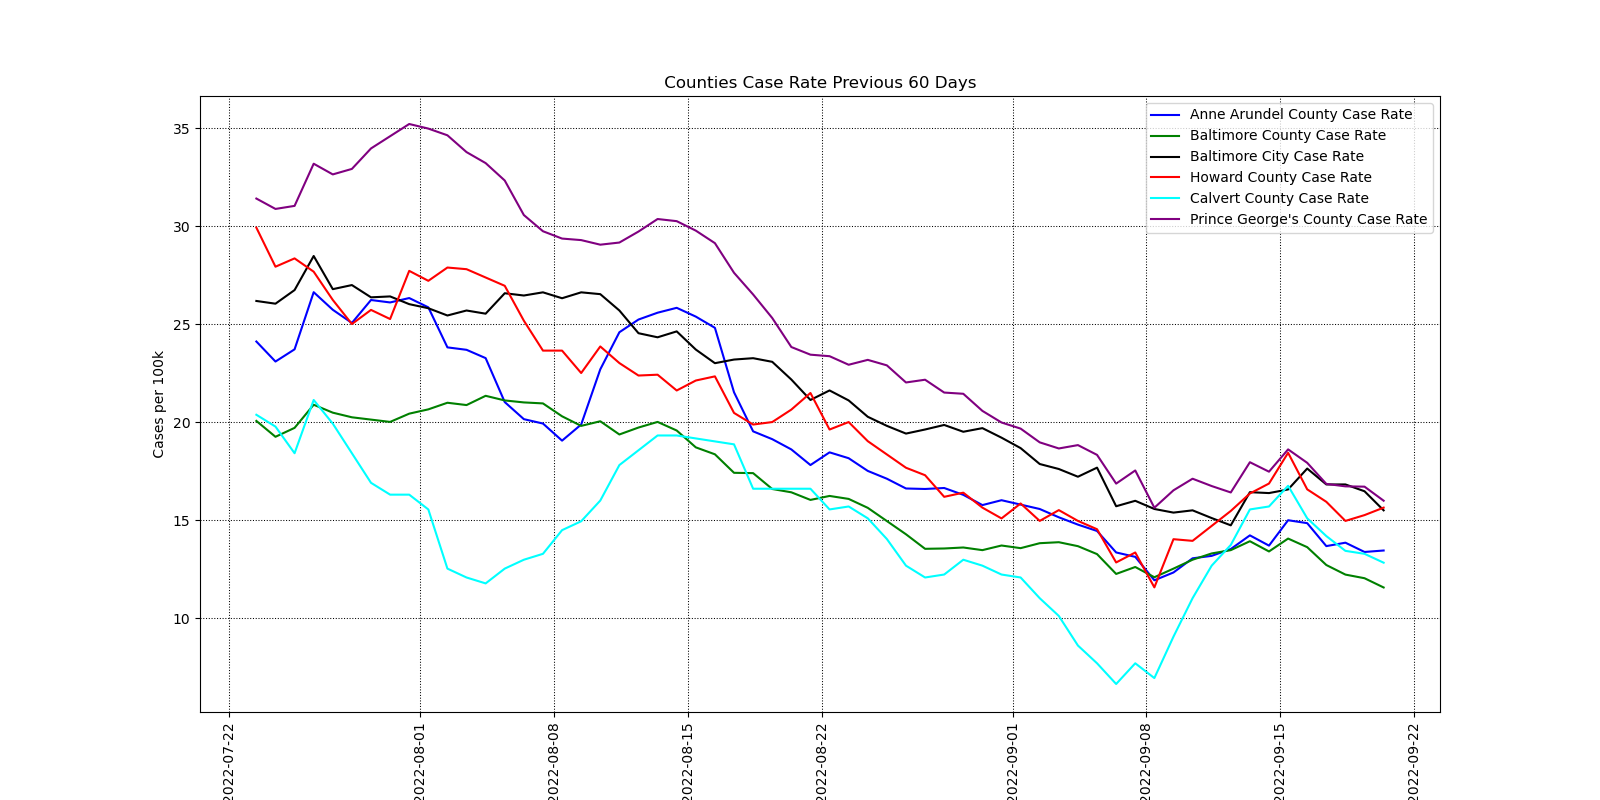 Counties Case Rate Previous 60 Days
Anne Arundel County Case Rate
Baltimore County Case Rate
Baltimore City Case Rate
Howard County Case Rate
Calvert County Case Rate
Prince George's County Case Rate
Cases per 100k
35
30
25
20
15
10
2022-07-22
2022-08-01
2022-08-08
2022-08-15
2022-08-22
2022-09-01
2022-09-08
2022-09-15
2022-09-22